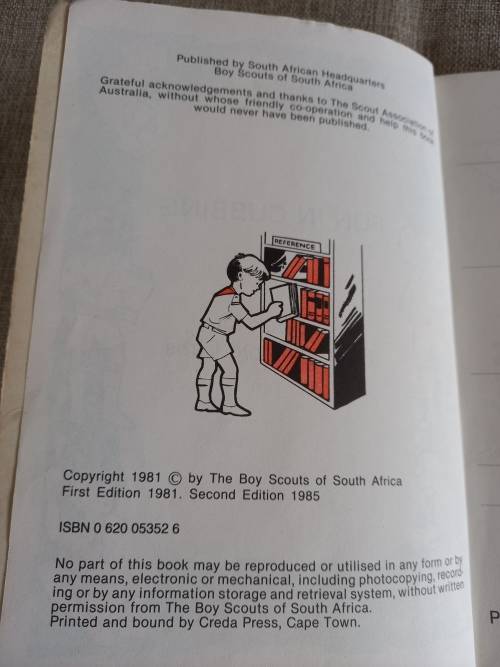 Published by South African Headquarters
Boy Scouts of South Africa
Grateful acknowledgements and thanks to The Scout Association of
Australia, without whose friendly co-operation and help this book
would never have been published.
REFERENCE
Copyright 1981 © by The Boy Scouts of South Africa
First Edition 1981. Second Edition 1985
ISBN 0 620 05352 6
No part of this book may be reproduced or utilised in any form or by
any means, electronic or mechanical, including photocopying, record-
ing or by any information storage and retrieval system, without written
permission from The Boy Scouts of South Africa.
Printed and bound by Creda Press, Cape Town.
P